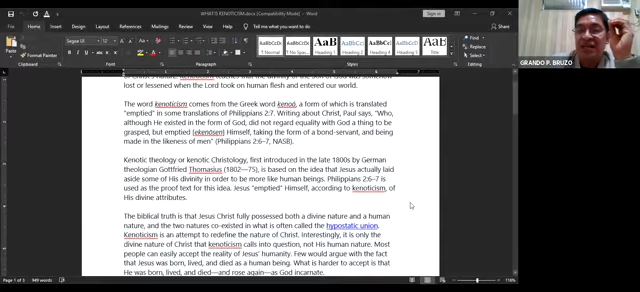 WHAT'S KENOTICISM.docx [Compatibility Mode] - Word
Sign in
File Home Insert Design Layout References Mailings Review View Help Tell me what you want to do
Segoe UI
12
Find
Replace
Select
Format Painter
AaBbCcD
1 Normal
AaBbCcD
1 No Spac...
AaB
Heading 1
AaBbC
Heading 2
AaBbC
Heading 3
AaB
Title
Clipboard
Font
Paragraph
Styles
Editing
GRANDO P. BRUZO
lost or lessened when the Lord took on human flesh and entered our world.
The word kenoticism comes from the Greek word kenoó, a form of which is translated
"emptied" in some translations of Philippians 2:7. Writing about Christ, Paul says, "Who,
although He existed in the form of God, did not regard equality with God a thing to be
grasped, but emptied (ekenósen) Himself, taking the form of a bond-servant, and being
made in the likeness of men" (Philippians 2:6–7, NASB).
Kenotic theology or kenotic Christology, first introduced in the late 1800s by German
theologian Gottfried Thomasius (1802—75), is based on the idea that Jesus actually laid
aside some of His divinity in order to be more like human beings. Philippians 2:6–7 is
used as the proof text for this idea. Jesus "emptied" Himself, according to kenoticism, of
His divine attributes.
The biblical truth is that Jesus Christ fully possessed both a divine nature and a human
nature, and the two natures co-existed in what is often called the hypostatic union.
Kenoticism is an attempt to redefine the nature of Christ. Interestingly, it is only the
divine nature of Christ that kenoticism calls into question, not His human nature. Most
people can easily accept the reality of Jesus' humanity. Few would argue with the fact
that Jesus was born, lived, and died as a human being. What is harder to accept is that
He was born, lived, and died—and rose again—as God incarnate.
Page 1 of 3 949 words
118%